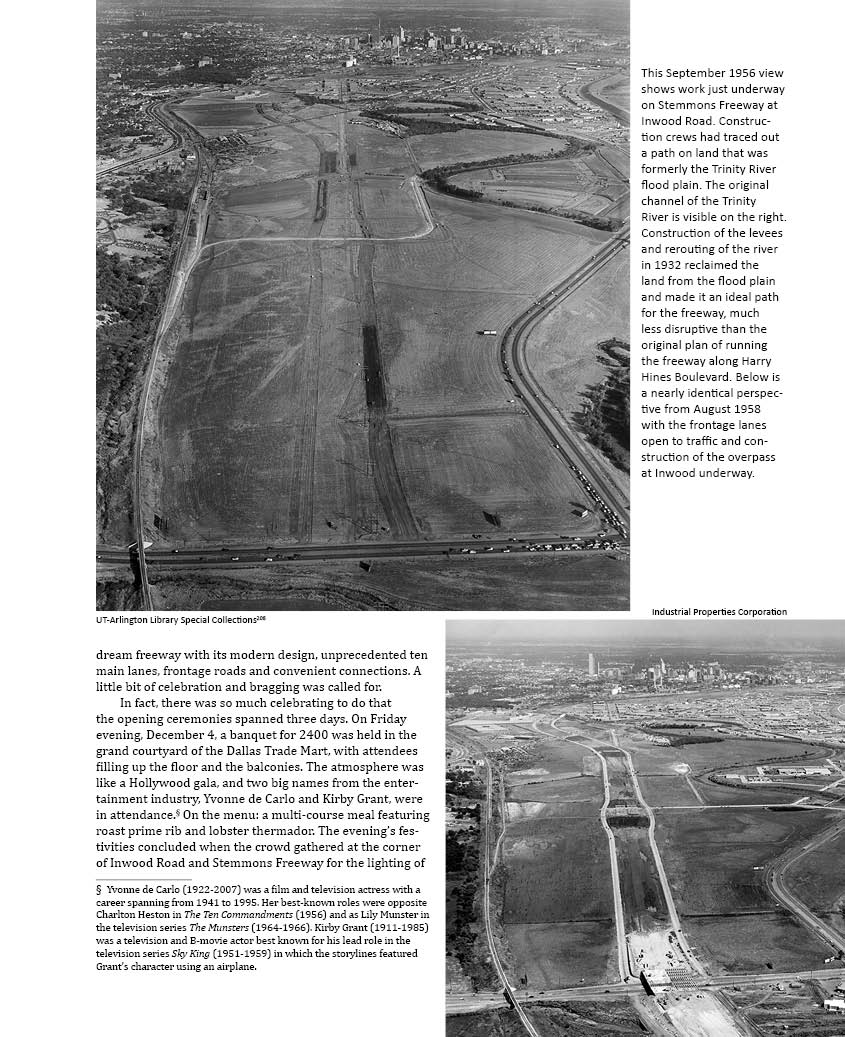 This September 1956 view
shows work just underway
on Stemmons Freeway at
Inwood Road. Construc-
tion crews had traced out
a path on land that was
formerly the Trinity River
flood plain. The original
channel of the Trinity
River is visible on the right.
Construction of the levees
and rerouting of the river
in 1932 reclaimed the
land from the flood plain
and made it an ideal path
for the freeway, much
less disruptive than the
original plan of running
the freeway along Harry
Hines Boulevard. Below is
a nearly identical perspec-
tive from August 1958
with the frontage lanes
open to traffic and con-
struction of the overpass
at Inwood underway.
UT-Arlington Library Special Collections²⁰⁸
Industrial Properties Corporation
dream freeway with its modern design, unprecedented ten
main lanes, frontage roads and convenient connections. A
little bit of celebration and bragging was called for.
In fact, there was so much celebrating to do that
the opening ceremonies spanned three days. On Friday
evening, December 4, a banquet for 2400 was held in the
grand courtyard of the Dallas Trade Mart, with attendees
filling up the floor and the balconies. The atmosphere was
like a Hollywood gala, and two big names from the enter-
tainment industry, Yvonne de Carlo and Kirby Grant, were
in attendance.§ On the menu: a multi-course meal featuring
roast prime rib and lobster thermador. The evening's fes-
tivities concluded when the crowd gathered at the corner
of Inwood Road and Stemmons Freeway for the lighting of
§ Yvonne de Carlo (1922-2007) was a film and television actress with a
career spanning from 1941 to 1995. Her best-known roles were opposite
Charlton Heston in The Ten Commandments (1956) and as Lily Munster in
the television series The Munsters (1964-1966). Kirby Grant (1911-1985)
was a television and B-movie actor best known for his lead role in the
television series Sky King (1951-1959) in which the storylines featured
Grant's character using an airplane.